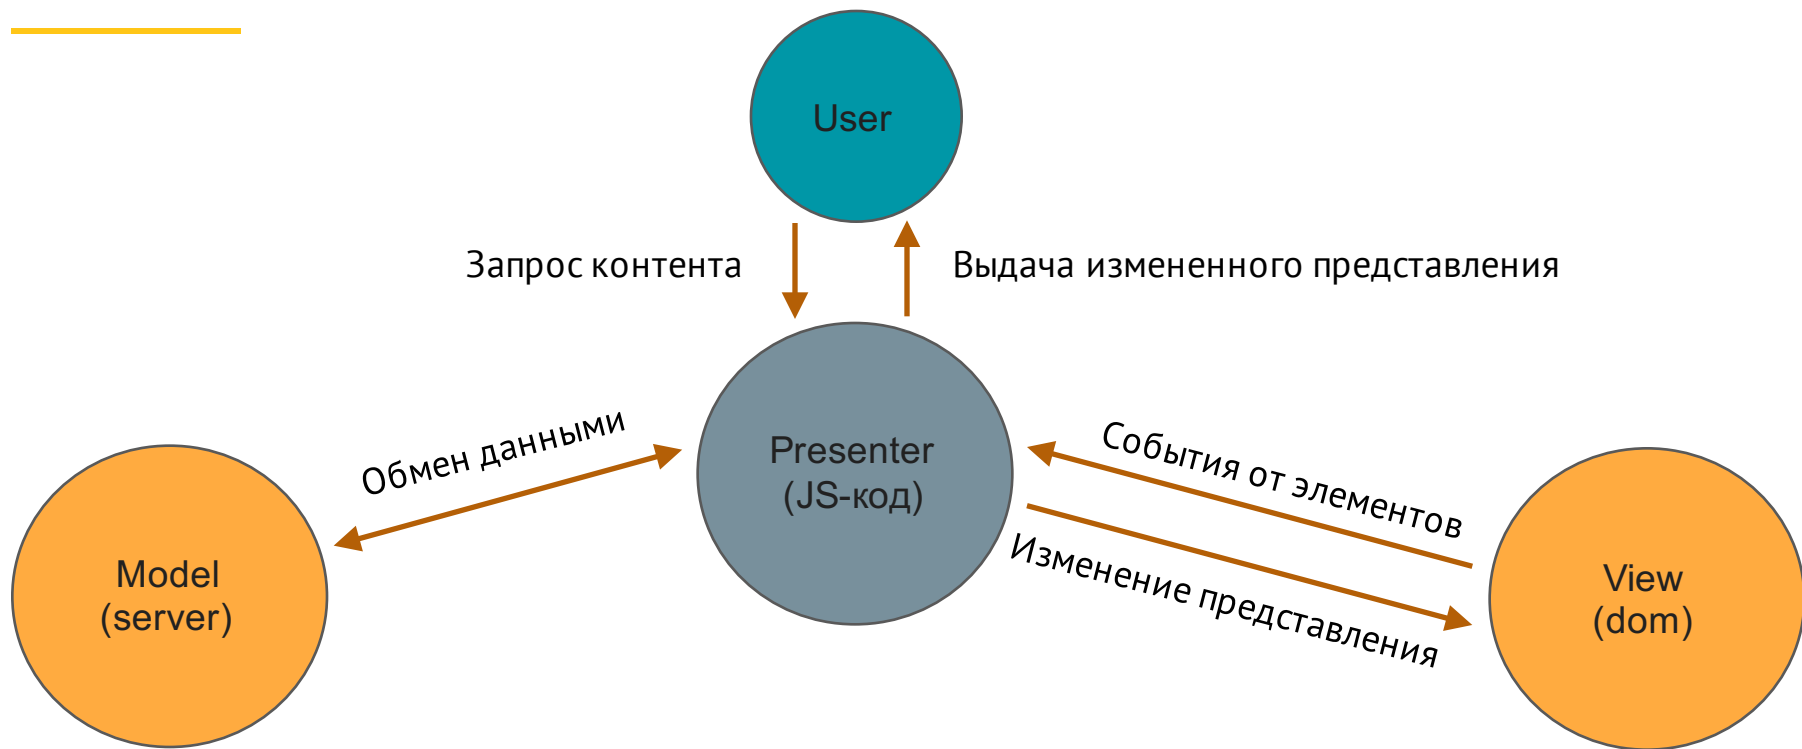 User
Запрос контента
Выдача измененного представления
Обмен данными
Presenter
(JS-код)
События от элементов
Изменение представления
Model
(server)
View
(dom)